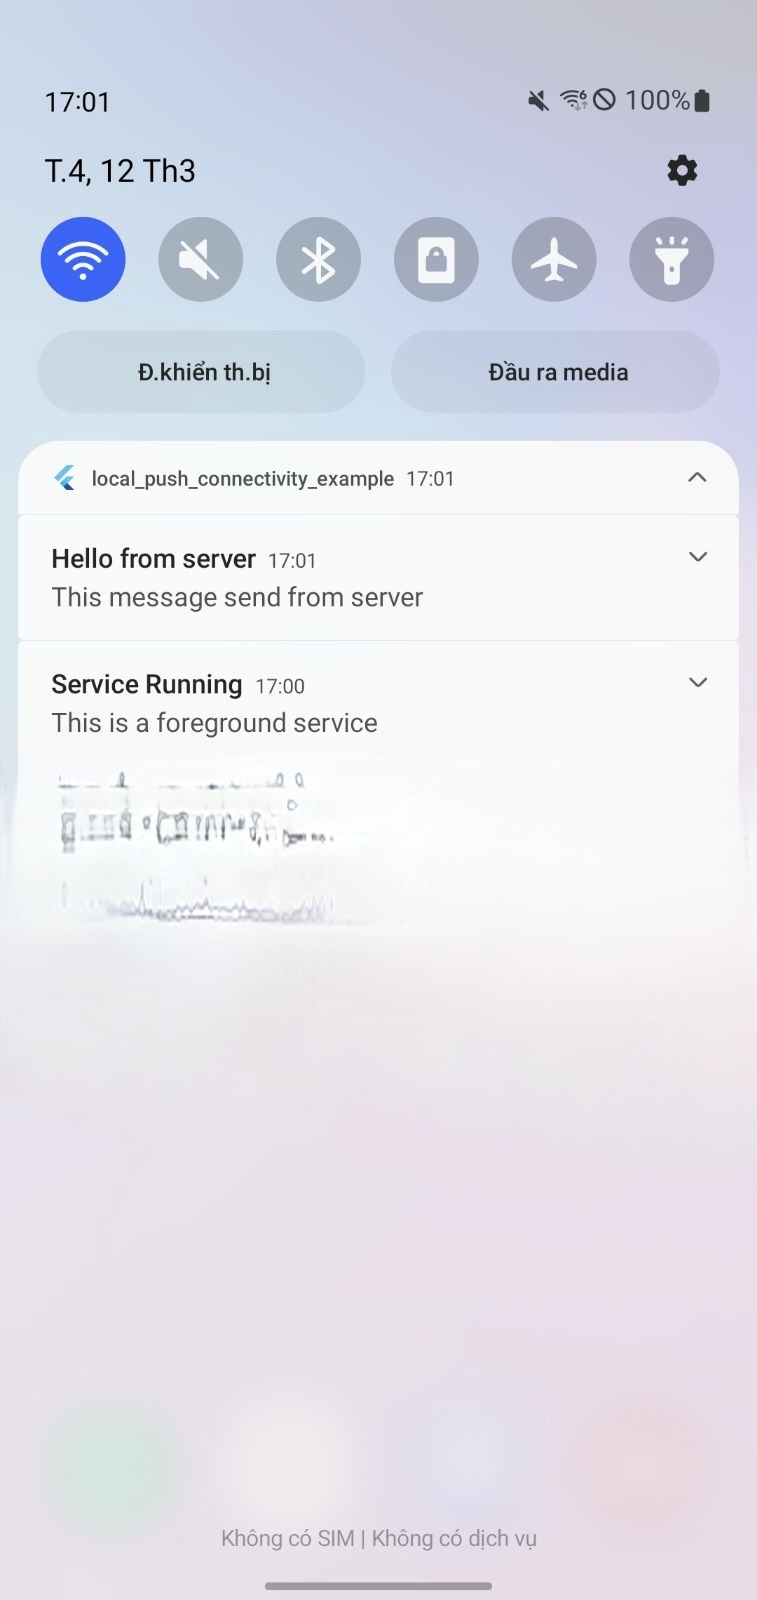 17:01
100%
T.4, 12 Th3
Đ.khiển th.bị
Đầu ra media
local_push_connectivity_example 17:01
Hello from server 17:01
This message send from server
Service Running 17:00
This is a foreground service
Không có SIM | Không có dịch vụ